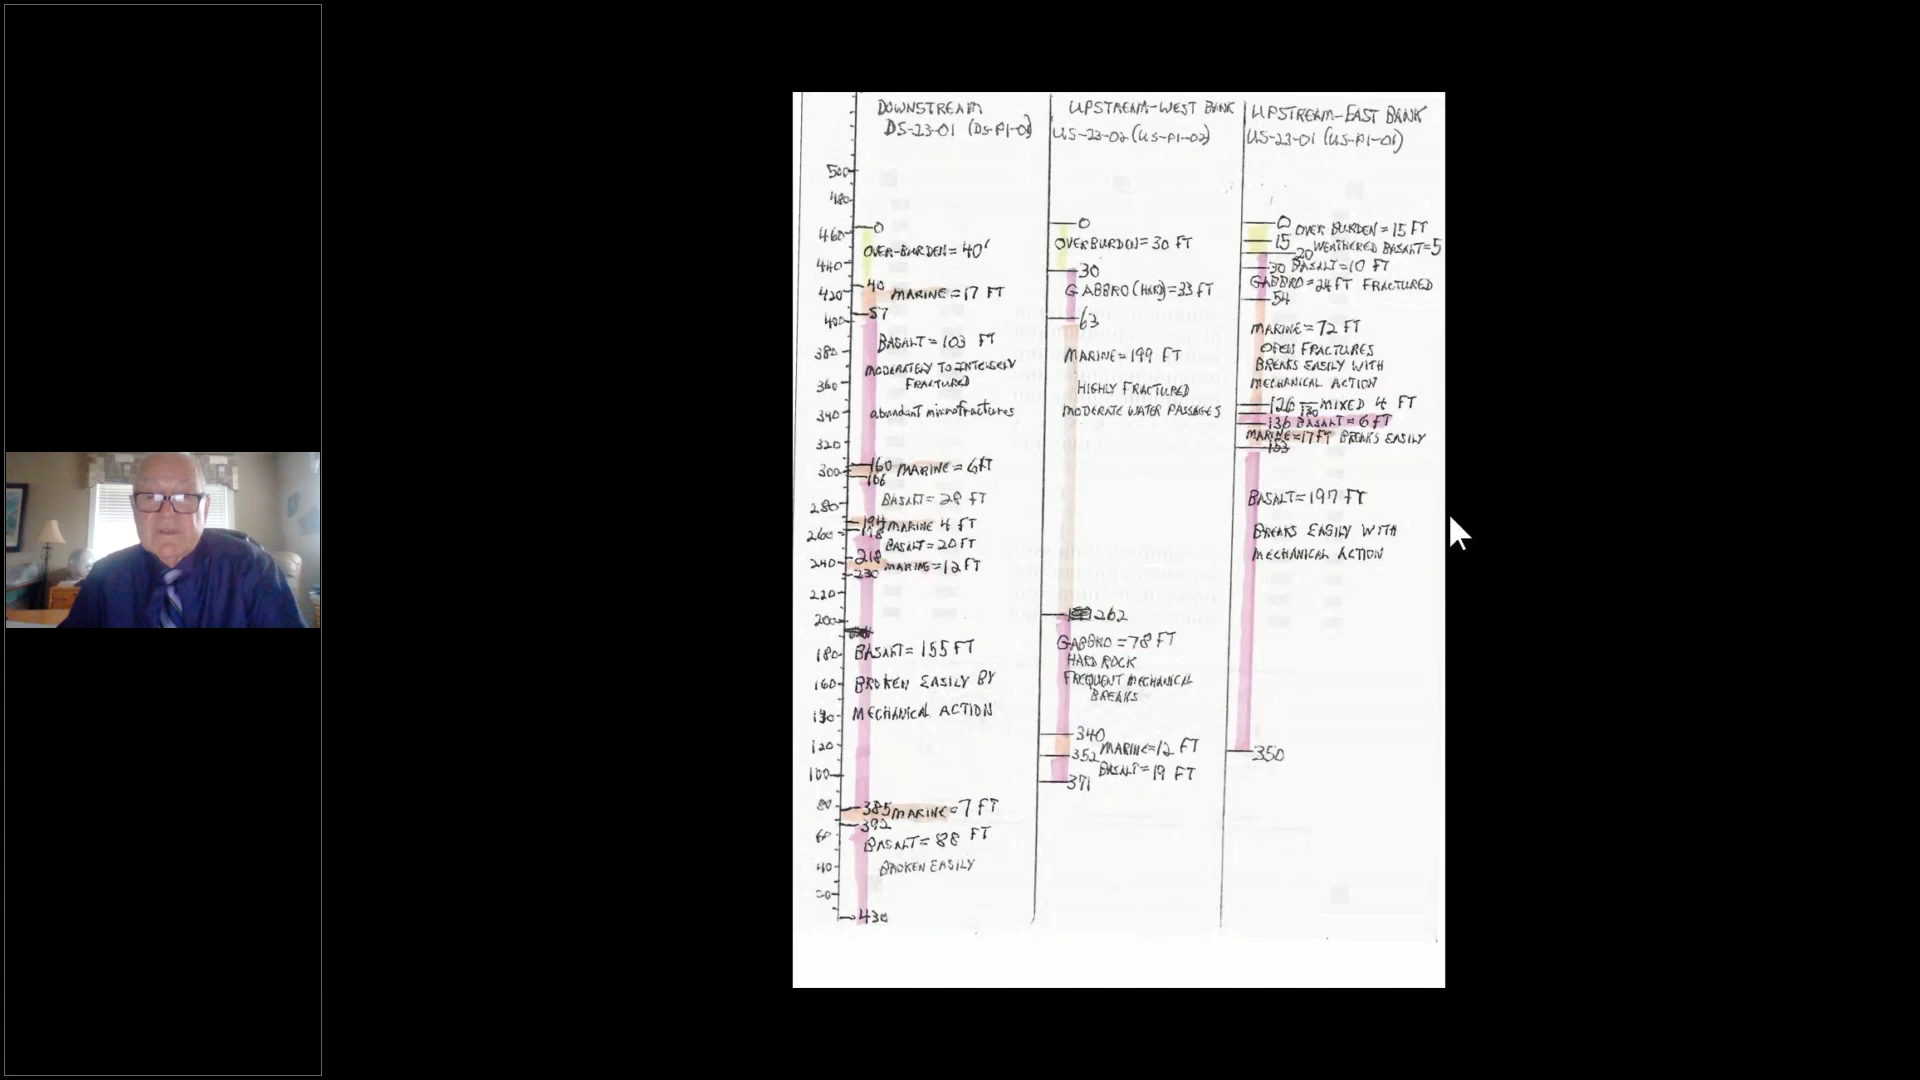 DOWNSTREAM
DS-23-01 (DS-P1-01)
500
480
460
440
420
400
380
360
340
320
300
280
260
240
220
200
180
160
120
100
80
60
40
0
OVER-BURDEN = 40'
40
MARINE = 17 FT
57
BASALT = 103 FT
MODERATELY TO INTENSELY
FRACTURED
abundant microfractures
160 MARINE = 6 FT
166
BASALT = 28 FT
194 MARINE 4 FT
198
BASALT = 20 FT
218
MARINE = 12 FT
230
BASALT = 155 FT
BROKEN EASILY BY
MECHANICAL ACTION
385 MARINE = 7 FT
392
BASALT = 88 FT
BROKEN EASILY
430
UPSTREAM-WEST BANK
US-23-02 (US-P1-02)
0
OVERBURDEN = 30 FT
30
GABBRO (HARD) = 33 FT
63
MARINE = 199 FT
HIGHLY FRACTURED
MODERATE WATER PASSAGES
262
GABBRO = 78 FT
HARD ROCK
FREQUENT MECHANICAL
BREAKS
340
MARINE = 12 FT
352
BASALT = 19 FT
371
UPSTREAM-EAST BANK
US-23-01 (US-P1-01)
0
OVER BURDEN = 15 FT
15
WEATHERED BASALT = 5
20
30 BASALT = 10 FT
GABBRO = 24 FT FRACTURED
54
MARINE = 72 FT
OPEN FRACTURES
BREAKS EASILY WITH
MECHANICAL ACTION
126 MIXED 4 FT
130
136 BASALT = 6 FT
MARINE = 17 FT BREAKS EASILY
153
BASALT = 197 FT
BREAKS EASILY WITH
MECHANICAL ACTION
350